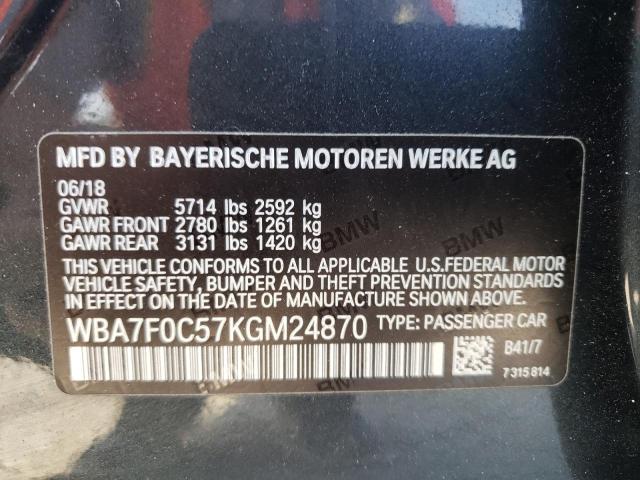 MFD BY BAYERISCHE MOTOREN WERKE AG
06/18
GVWR 5714 lbs 2592 kg
GAWR FRONT 2780 lbs 1261 kg
GAWR REAR 3131 lbs 1420 kg
THIS VEHICLE CONFORMS TO ALL APPLICABLE U.S.FEDERAL MOTOR
VEHICLE SAFETY, BUMPER AND THEFT PREVENTION STANDARDS
IN EFFECT ON THE DATE OF MANUFACTURE SHOWN ABOVE.
WBA7F0C57KGM24870 TYPE: PASSENGER CAR
B41/7
7 315 814